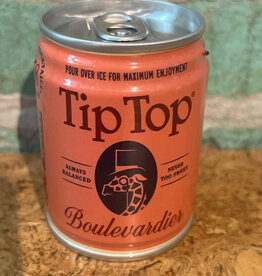 POUR OVER ICE FOR MAXIMUM ENJOYMENT
Tip Top®
ALWAYS BALANCED
NEVER TOO SWEET
Boulevardier